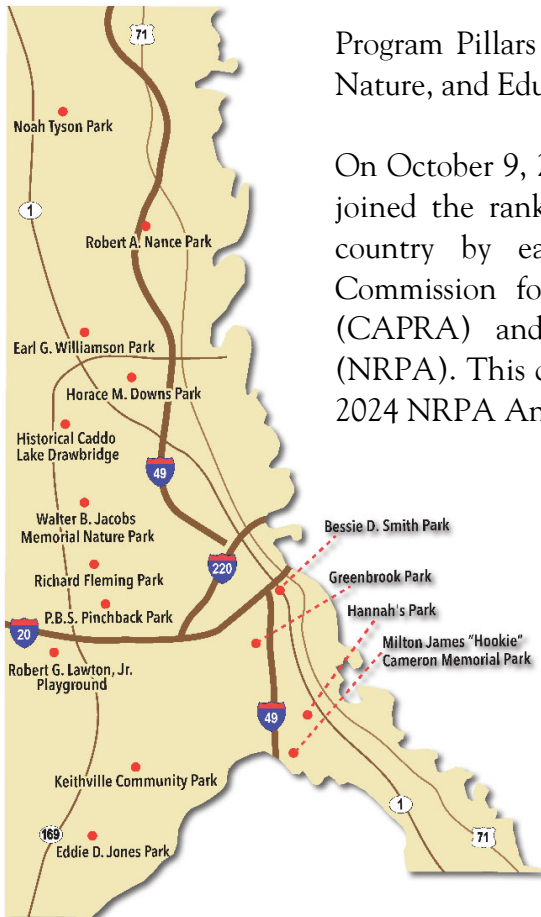 Program Pillars
Nature, and Edu
On October 9, 2
joined the rank
country by ea
Commission fo
(CAPRA) and
(NRPA). This c
2024 NRPA An
71
Noah Tyson Park
1
Robert A. Nance Park
Earl G. Williamson Park
Horace M. Downs Park
Historical Caddo
Lake Drawbridge
49
Walter B. Jacobs
Memorial Nature Park
Bessie D. Smith Park
220
Richard Fleming Park
Greenbrook Park
P.B.S. Pinchback Park
Hannah's Park
20
Milton James "Hookie"
Cameron Memorial Park
Robert G. Lawton, Jr.
Playground
49
Keithville Community Park
1
169
71
Eddie D. Jones Park